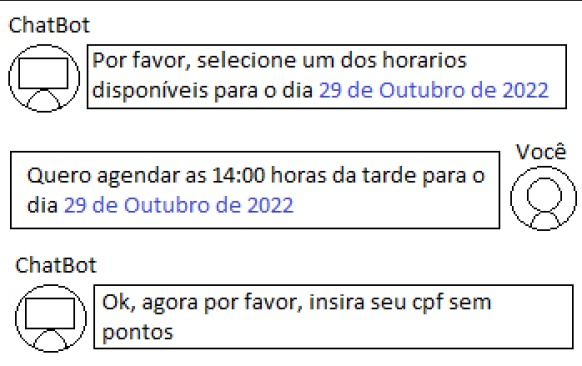 ChatBot
Por favor, selecione um dos horarios
disponíveis para o dia 29 de Outubro de 2022
Você
Quero agendar as 14:00 horas da tarde para o
dia 29 de Outubro de 2022
ChatBot
Ok, agora por favor, insira seu cpf sem
pontos